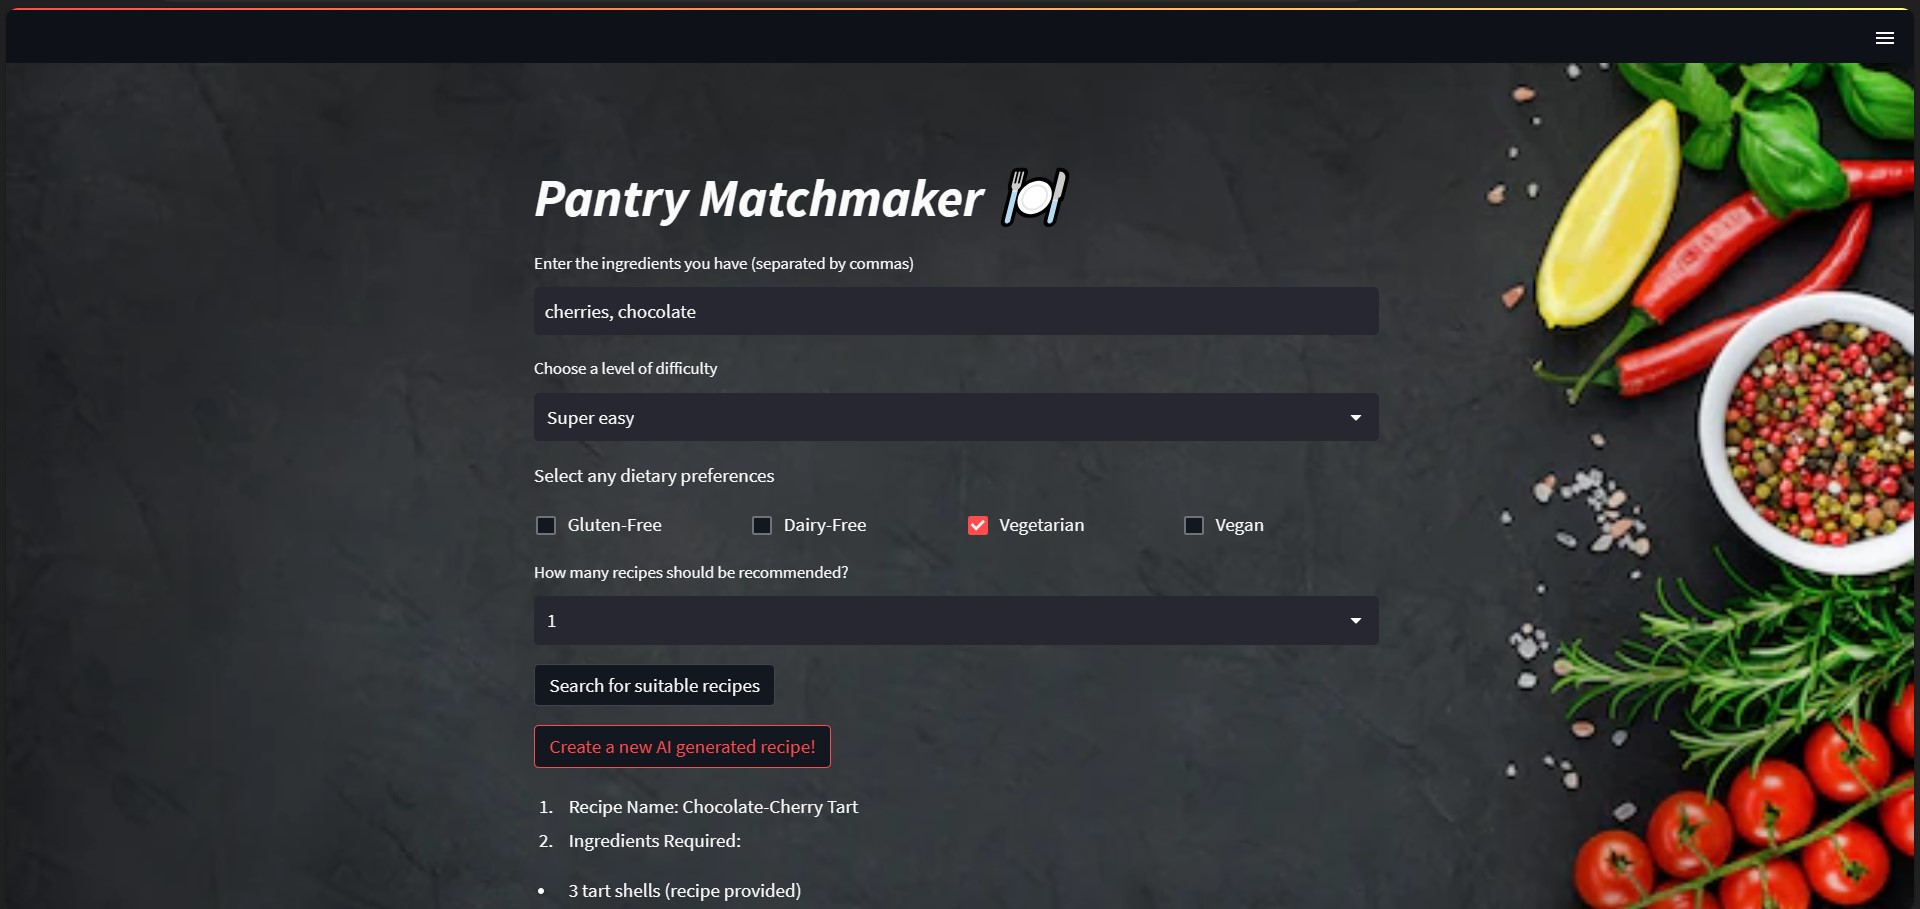 Pantry Matchmaker
Enter the ingredients you have (separated by commas)
cherries, chocolate
Choose a level of difficulty
Super easy
Select any dietary preferences
Gluten-Free Dairy-Free Vegetarian Vegan
How many recipes should be recommended?
1
Search for suitable recipes
Create a new AI generated recipe!
1. Recipe Name: Chocolate-Cherry Tart
2. Ingredients Required:
• 3 tart shells (recipe provided)